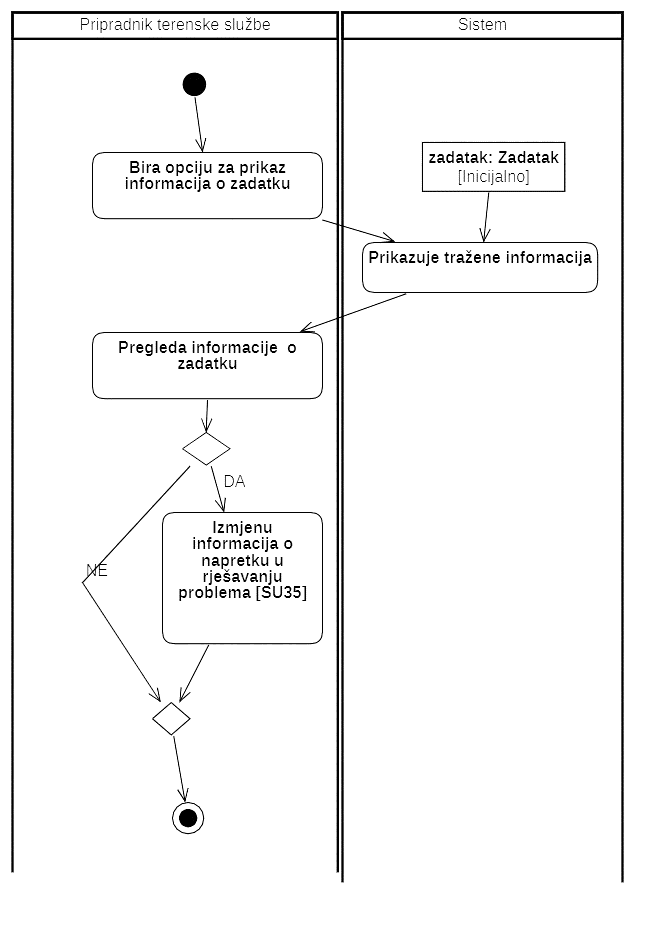 Pripradnik terenske službe
Sistem
Bira opciju za prikaz
informacija o zadatku
zadatak: Zadatak
[Inicijalno]
Prikazuje tražene informacija
Pregleda informacije  o
zadatku
DA
Izmjenu
informacija o
napretku u
rješavanju
problema [SU35]
NE